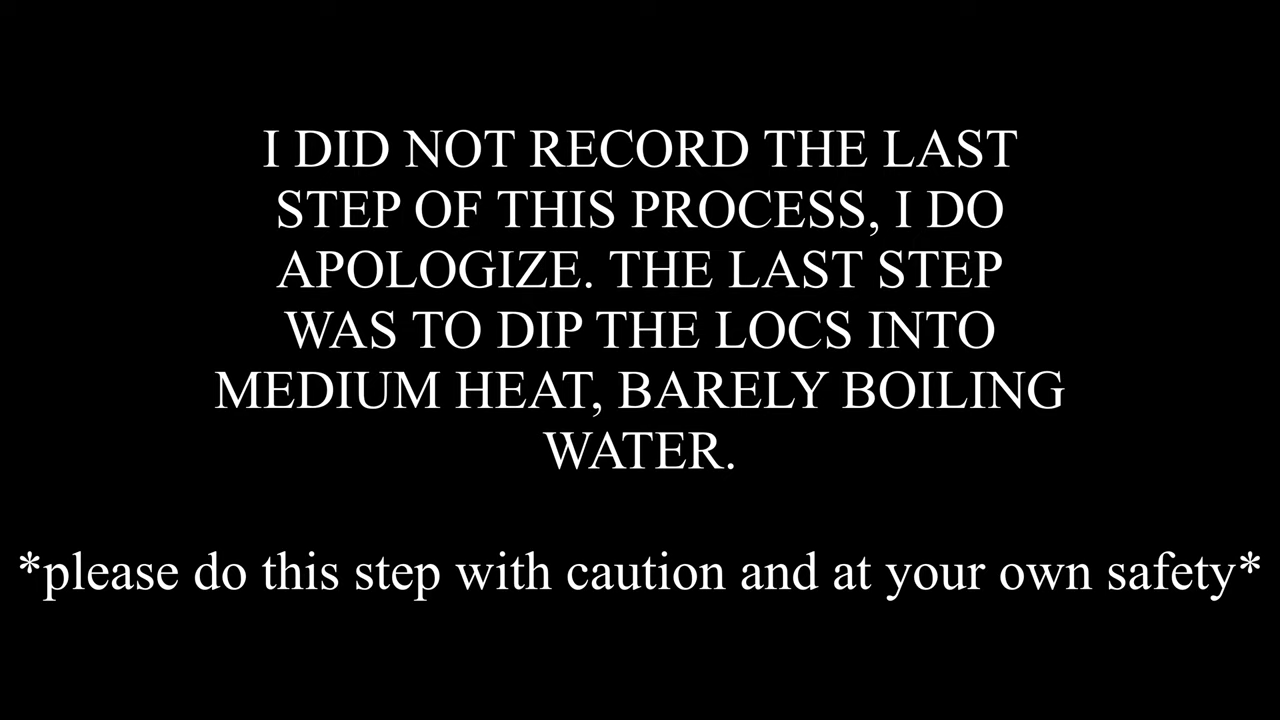 I DID NOT RECORD THE LAST
STEP OF THIS PROCESS, I DO
APOLOGIZE. THE LAST STEP
WAS TO DIP THE LOCS INTO
MEDIUM HEAT, BARELY BOILING
WATER.
*please do this step with caution and at your own safety*